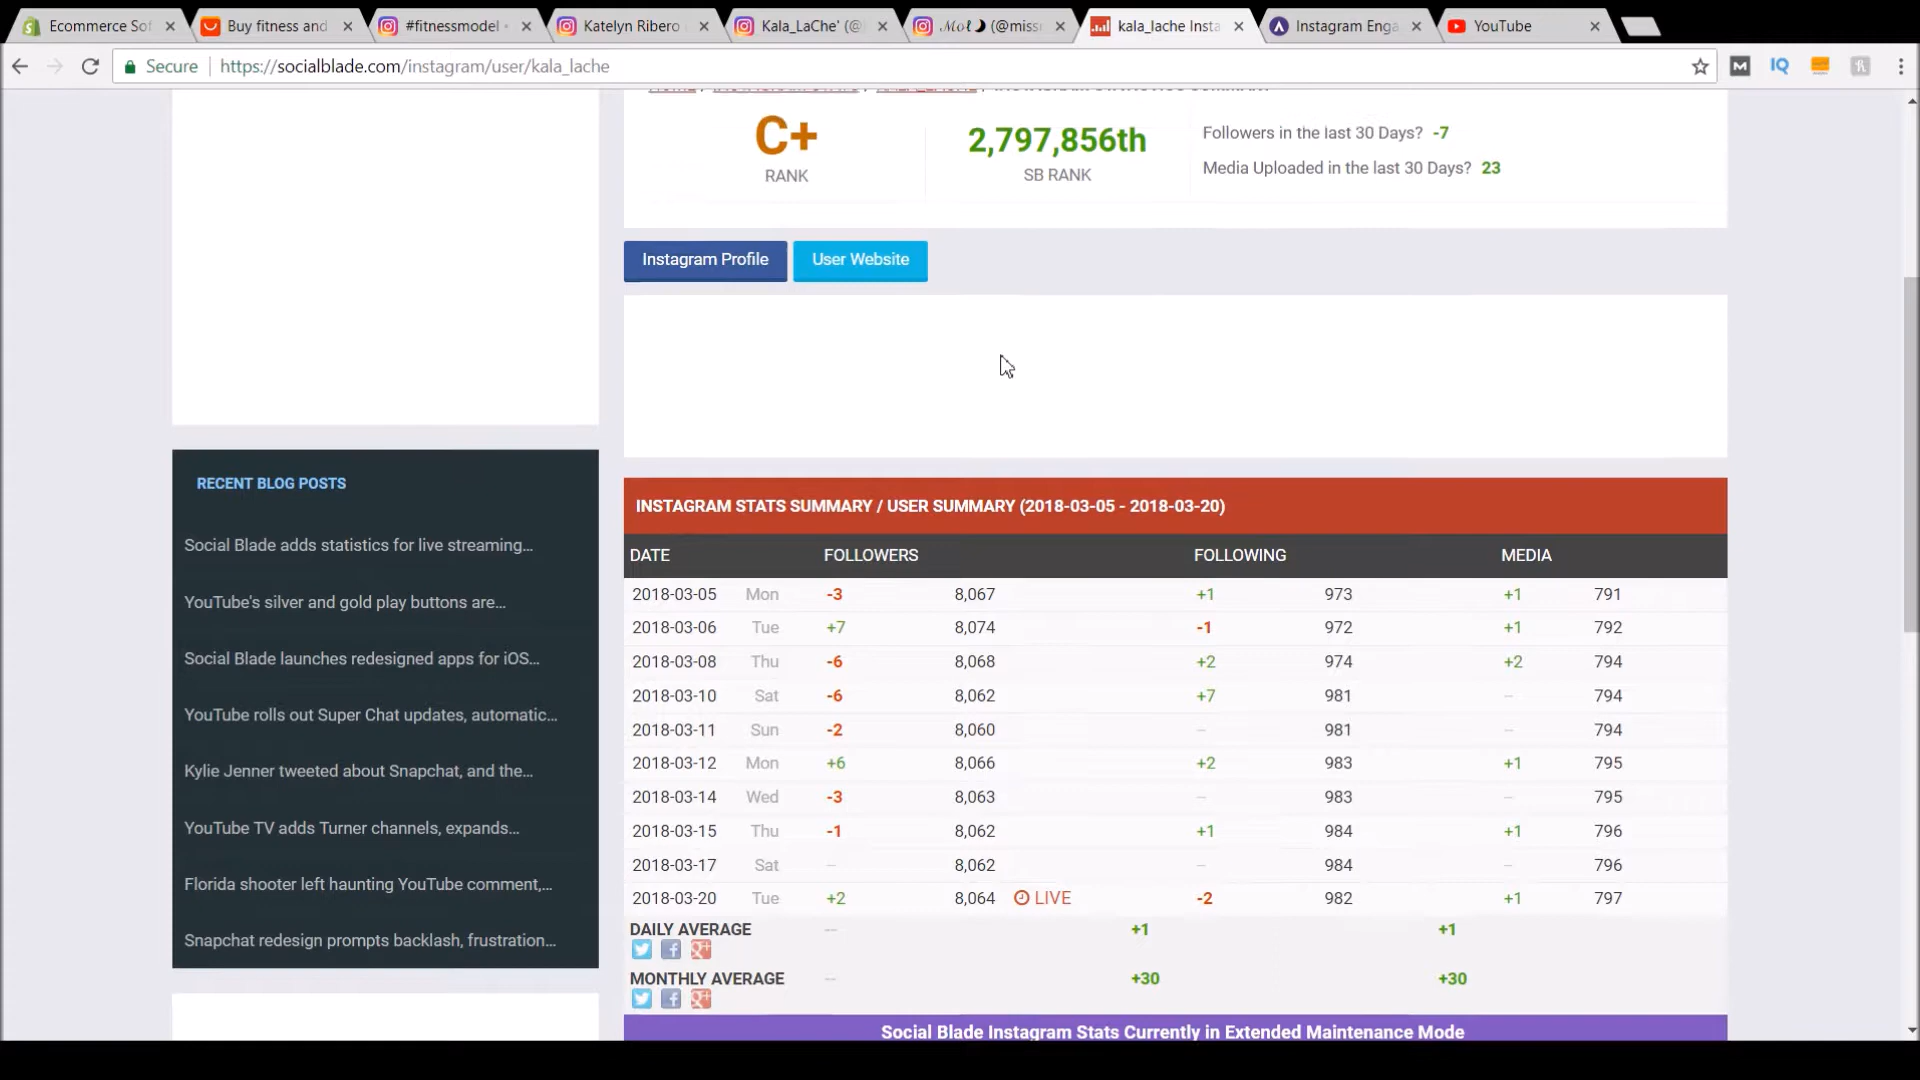 Ecommerce Sof
Buy fitness and
#fitnessmodel •
Katelyn Ribero
Kala_LaChe' (@
𝓜𝓸𝓵🌙 (@missm
kala_lache Insta
Instagram Enga
YouTube
Secure
https://socialblade.com/instagram/user/kala_lache
C+
RANK
2,797,856th
SB RANK
Followers in the last 30 Days? -7
Media Uploaded in the last 30 Days? 23
Instagram Profile
User Website
RECENT BLOG POSTS
Social Blade adds statistics for live streaming...
YouTube's silver and gold play buttons are...
Social Blade launches redesigned apps for iOS...
YouTube rolls out Super Chat updates, automatic...
Kylie Jenner tweeted about Snapchat, and the...
YouTube TV adds Turner channels, expands...
Florida shooter left haunting YouTube comment,...
Snapchat redesign prompts backlash, frustration...
INSTAGRAM STATS SUMMARY / USER SUMMARY (2018-03-05 - 2018-03-20)
DATE FOLLOWERS FOLLOWING MEDIA
2018-03-05 Mon -3 8,067 +1 973 +1 791
2018-03-06 Tue +7 8,074 -1 972 +1 792
2018-03-08 Thu -6 8,068 +2 974 +2 794
2018-03-10 Sat -6 8,062 +7 981 -- 794
2018-03-11 Sun -2 8,060 -- 981 -- 794
2018-03-12 Mon +6 8,066 +2 983 +1 795
2018-03-14 Wed -3 8,063 -- 983 -- 795
2018-03-15 Thu -1 8,062 +1 984 +1 796
2018-03-17 Sat -- 8,062 -- 984 -- 796
2018-03-20 Tue +2 8,064 LIVE -2 982 +1 797
DAILY AVERAGE -- +1 +1
MONTHLY AVERAGE -- +30 +30
Social Blade Instagram Stats Currently in Extended Maintenance Mode